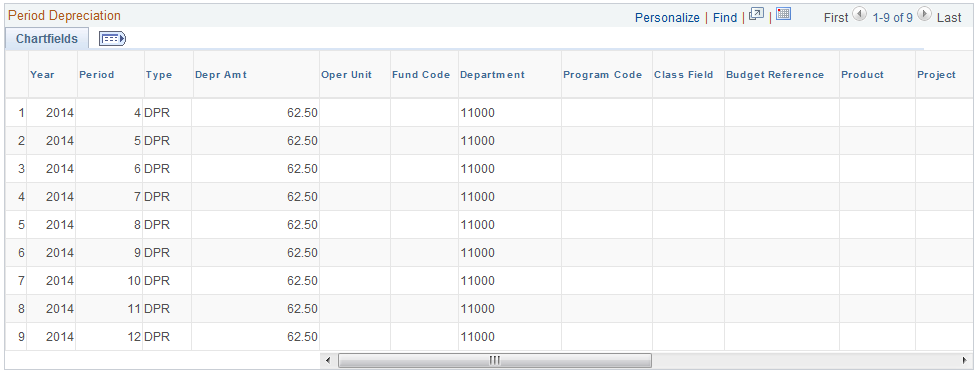 Period Depreciation Personalize | Find | | First 1-9 of 9 Last
Chartfields
Year Period Type Depr Amt Oper Unit Fund Code Department Program Code Class Field Budget Reference Product Project
1 2014 4 DPR 62.50 11000
2 2014 5 DPR 62.50 11000
3 2014 6 DPR 62.50 11000
4 2014 7 DPR 62.50 11000
5 2014 8 DPR 62.50 11000
6 2014 9 DPR 62.50 11000
7 2014 10 DPR 62.50 11000
8 2014 11 DPR 62.50 11000
9 2014 12 DPR 62.50 11000